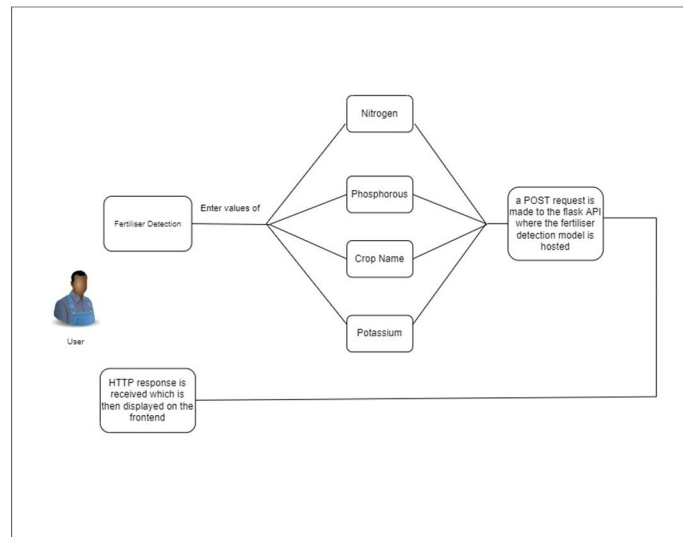 Nitrogen
Phosphorous
Fertiliser Detection
Enter values of
Crop Name
Potassium
a POST request is
made to the flask API
where the fertiliser
detection model is
hosted
User
HTTP response is
received which is
then displayed on the
frontend